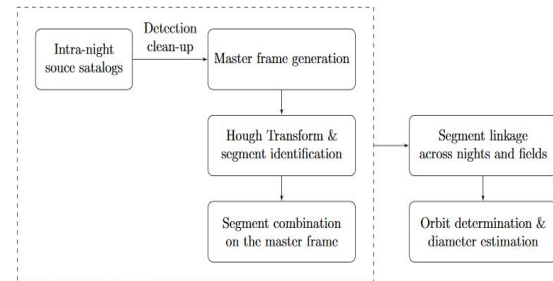 Detection
clean-up
Intra-night
souce satalogs
Master frame generation
Hough Transform &
segment identification
Segment linkage
across nights and fields
Segment combination
on the master frame
Orbit determination &
diameter estimation